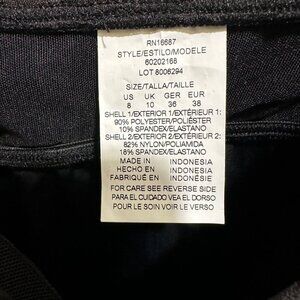 RN16687
STYLE/ESTILO/MODELE
60202168
LOT 8006294
SIZE/TALLA/TAILLE
US UK GER EUR
8 10 36 38
SHELL 1/EXTERIOR 1/EXTÉRIEUR 1:
90% POLYESTER/POLIÉSTER
10% SPANDEX/ELASTANO
SHELL 2/EXTERIOR 2/EXTÉRIEUR 2:
82% NYLON/POLIAMIDA
18% SPANDEX/ELASTANO
MADE IN INDONESIA
HECHO EN INDONESIA
FABRIQUÉ EN INDONÉSIE
FOR CARE SEE REVERSE SIDE
PARA EL CUIDADO VEA EL DORSO
POUR LE SOIN VOIR LE VERSO